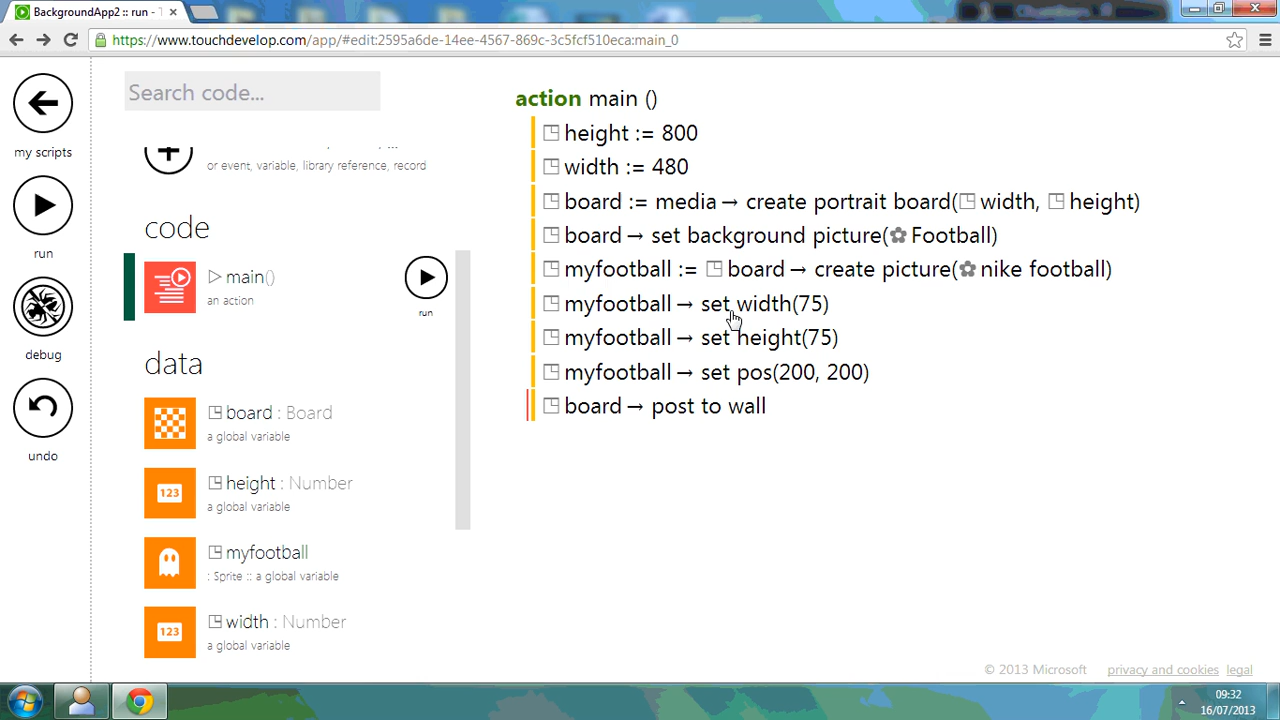 BackgroundApp2 :: run - T
https://www.touchdevelop.com/app/#edit:2595a6de-14ee-4567-869c-3c5fcf510eca:main_0
my scripts
run
debug
undo
Search code...
or event, variable, library reference, record
code
main()
an action
run
data
board : Board
a global variable
height : Number
a global variable
myfootball
: Sprite :: a global variable
width : Number
a global variable
action main ()
height := 800
width := 480
board := media → create portrait board(width, height)
board → set background picture(Football)
myfootball := board → create picture(nike football)
myfootball → set width(75)
myfootball → set height(75)
myfootball → set pos(200, 200)
board → post to wall
© 2013 Microsoft privacy and cookies legal
09:32
16/07/2013